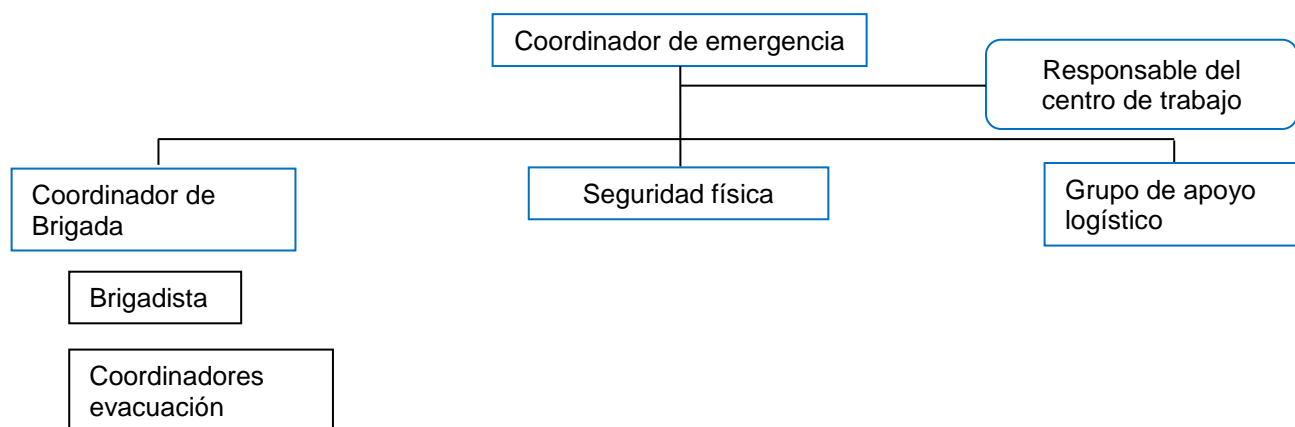 Coordinador de emergencia
Responsable del
centro de trabajo
Coordinador de
Brigada
Seguridad física
Grupo de apoyo
logístico
Brigadista
Coordinadores
evacuación